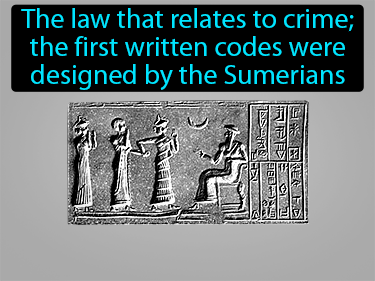 The law that relates to crime;
the first written codes were
designed by the Sumerians